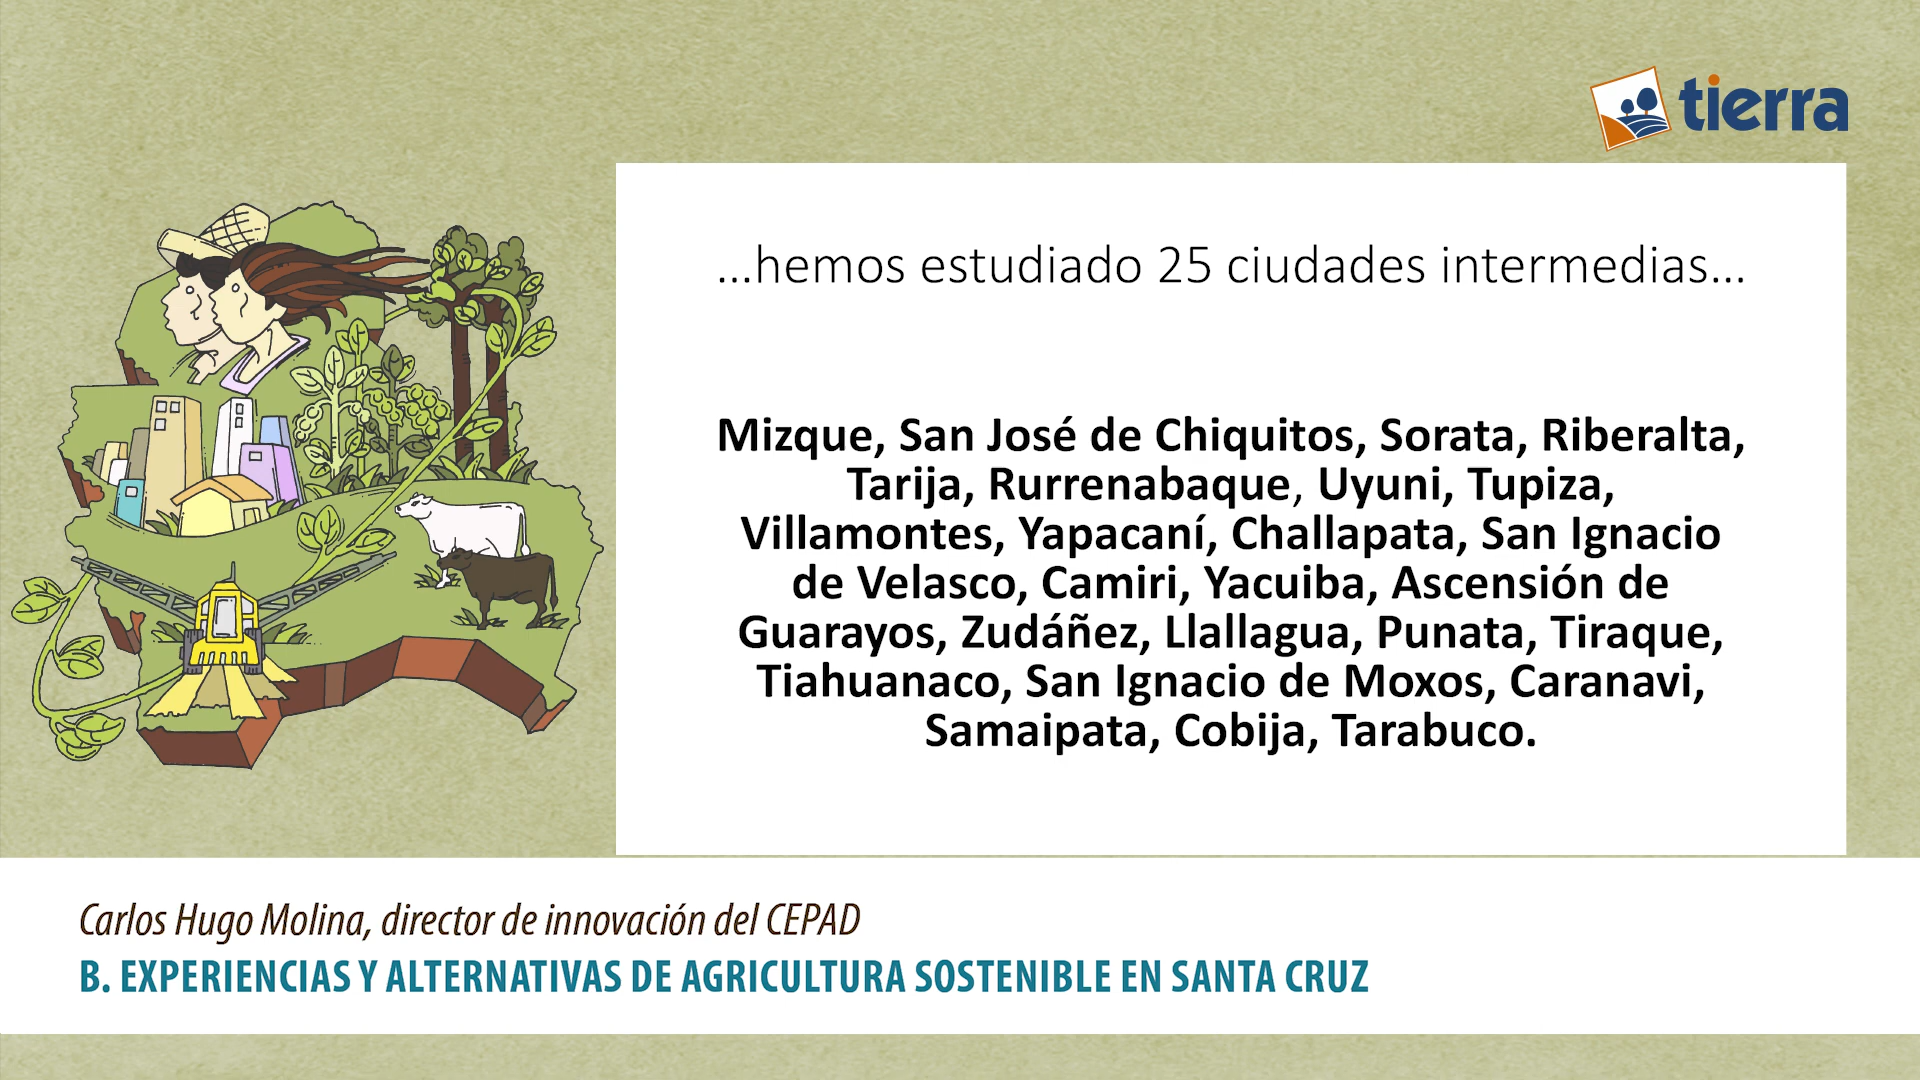 tierra
...hemos estudiado 25 ciudades intermedias...
Mizque, San José de Chiquitos, Sorata, Riberalta,
Tarija, Rurrenabaque, Uyuni, Tupiza,
Villamontes, Yapacaní, Challapata, San Ignacio
de Velasco, Camiri, Yacuiba, Ascensión de
Guarayos, Zudáñez, Llallagua, Punata, Tiraque,
Tiahuanaco, San Ignacio de Moxos, Caranavi,
Samaipata, Cobija, Tarabuco.
Carlos Hugo Molina, director de innovación del CEPAD
B. EXPERIENCIAS Y ALTERNATIVAS DE AGRICULTURA SOSTENIBLE EN SANTA CRUZ